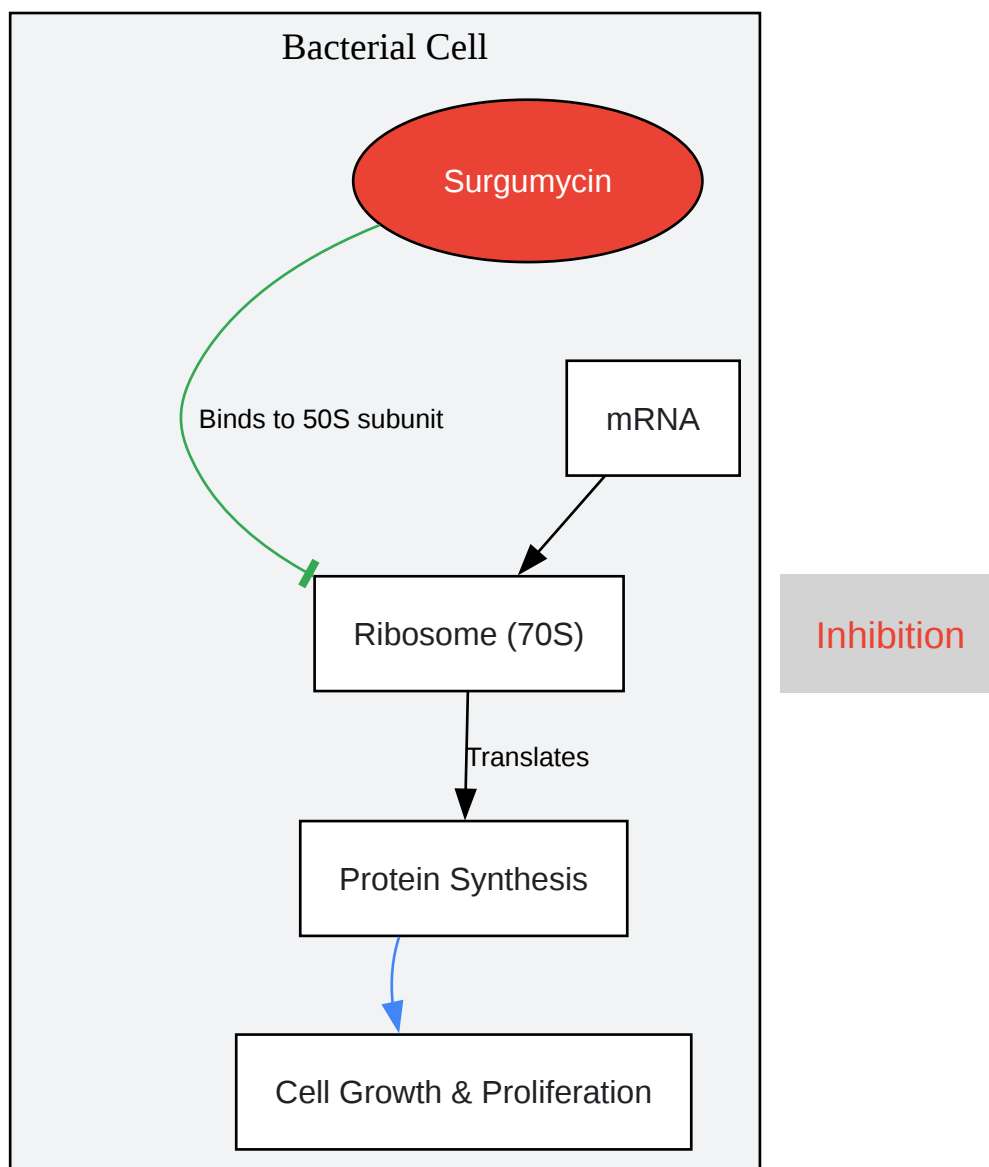 Bacterial Cell
Surgumycin
Binds to 50S subunit
mRNA
Ribosome (70S)
Inhibition
Translates
Protein Synthesis
Cell Growth & Proliferation